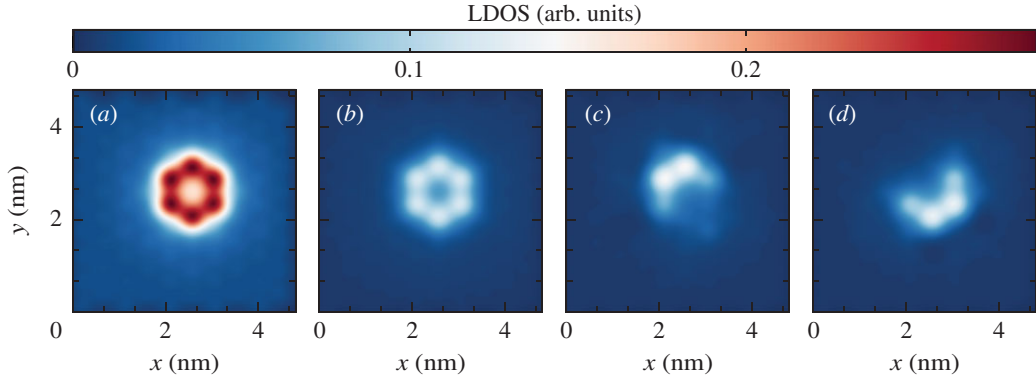 LDOS (arb. units)
0 0.1 0.2
(a) (b) (c) (d)
4
2
0
y (nm)
0 2 4 0 2 4 0 2 4 0 2 4
x (nm) x (nm) x (nm) x (nm)